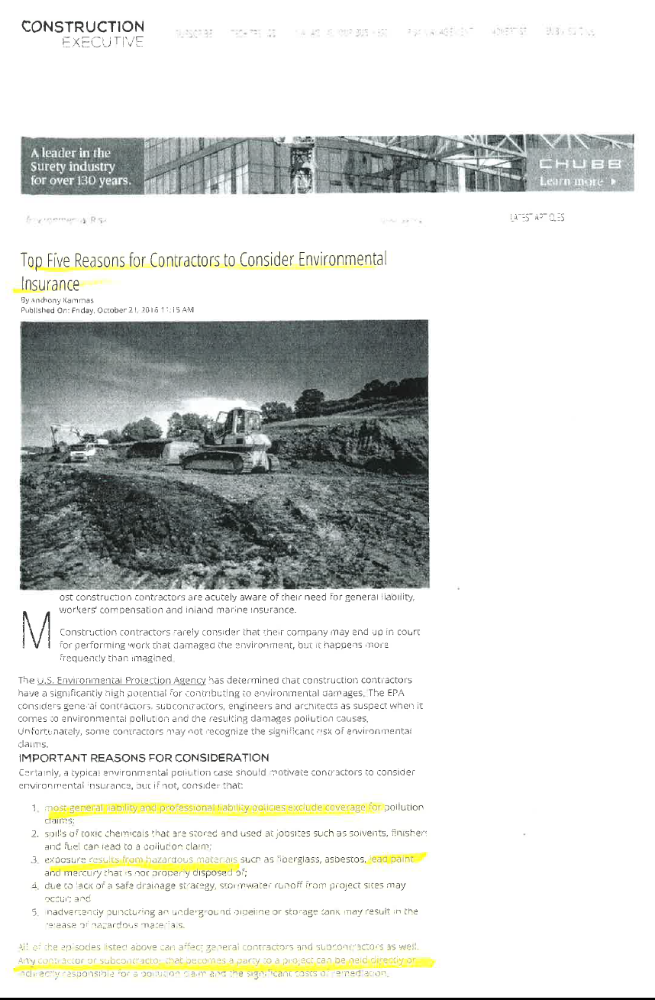 CONSTRUCTION
EXECUTIVE
SUBSCRIBE TECH TRENDS MANAGING YOUR BUSINESS RISK MANAGEMENT ADVERTISE
A leader in the
Surety industry
for over 130 years.
CHUBB
Learn more ▸
Environmental Risk
LATEST ARTICLES
Top Five Reasons for Contractors to Consider Environmental
Insurance
By Anthony Kammas
Published On: Friday, October 21, 2016 11:15 AM
Most construction contractors are acutely aware of their need for general liability,
workers' compensation and inland marine insurance.
Construction contractors rarely consider that their company may end up in court
for performing work that damaged the environment, but it happens more
frequently than imagined.
The U.S. Environmental Protection Agency has determined that construction contractors
have a significantly high potential for contributing to environmental damages. The EPA
considers general contractors, subcontractors, engineers and architects as suspect when it
comes to environmental pollution and the resulting damages pollution causes.
Unfortunately, some contractors may not recognize the significant risk of environmental
claims.
IMPORTANT REASONS FOR CONSIDERATION
Certainly, a typical environmental pollution case should motivate contractors to consider
environmental insurance, but if not, consider that:
1. most general liability and professional liability policies exclude coverage for pollution
claims;
2. spills of toxic chemicals that are stored and used at jobsites such as solvents, finishers
and fuel can lead to a pollution claim;
3. exposure results from hazardous materials such as fiberglass, asbestos, lead paint
and mercury that is not properly disposed of;
4. due to lack of a safe drainage strategy, stormwater runoff from project sites may
occur; and
5. inadvertently puncturing an underground pipeline or storage tank may result in the
release of hazardous materials.
All of the episodes listed above can affect general contractors and subcontractors as well.
Any contractor or subcontractor that becomes a party to a project can be held directly or
indirectly responsible for a pollution claim and the significant costs of remediation.